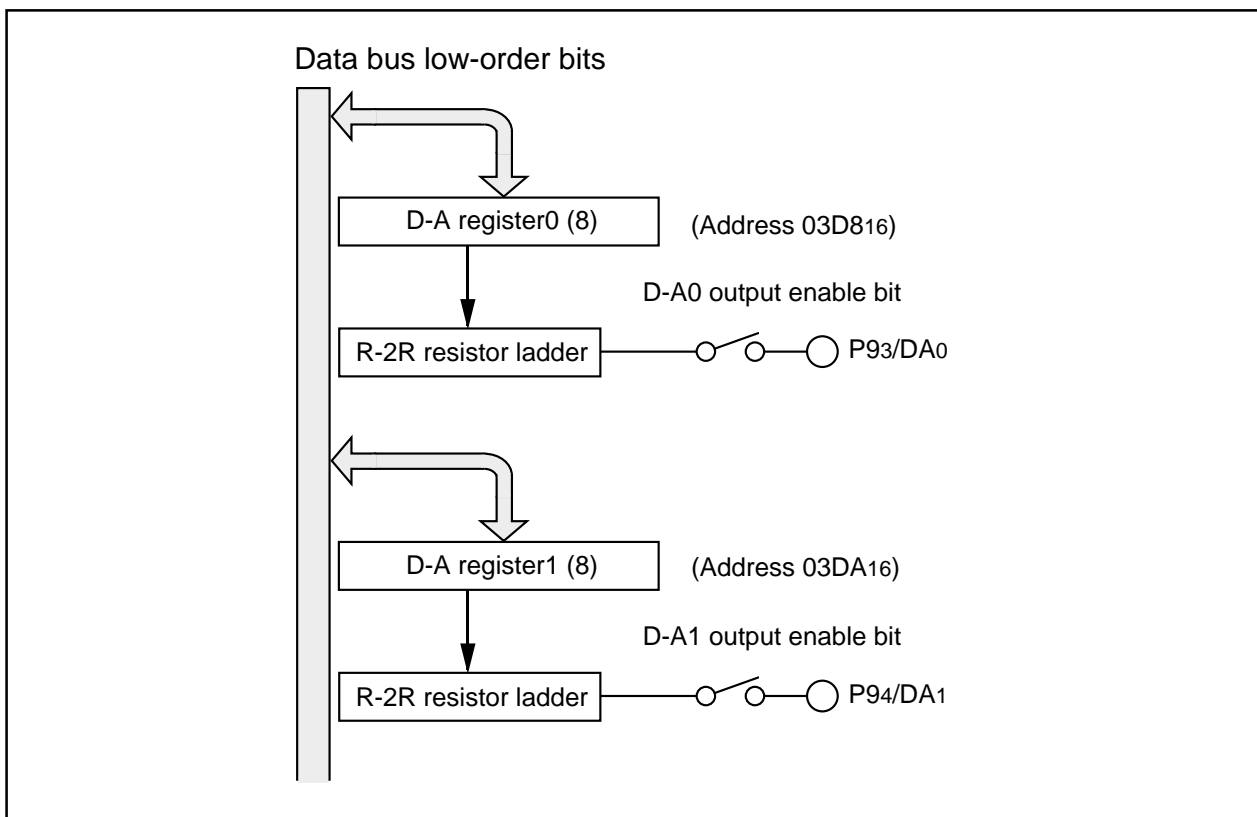 Data bus low-order bits
D-A register0 (8)
(Address 03D816)
D-A0 output enable bit
R-2R resistor ladder
P93/DA0
D-A register1 (8)
(Address 03DA16)
D-A1 output enable bit
R-2R resistor ladder
P94/DA1